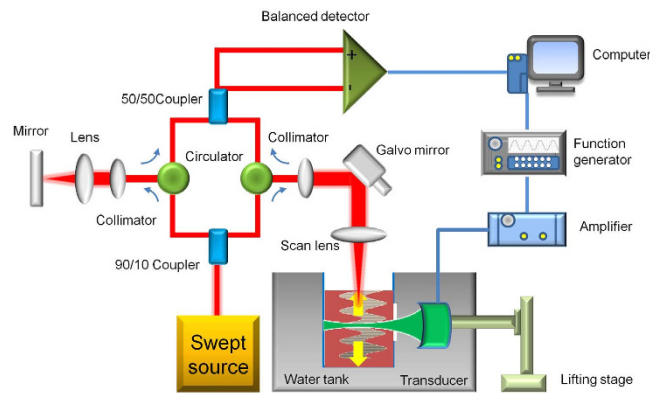 Balanced detector
+
-
Computer
50/50Coupler
Mirror
Lens
Collimator
Circulator
Galvo mirror
Function
generator
Collimator
Scan lens
Amplifier
90/10 Coupler
Swept
source
Water tank
Transducer
Lifting stage